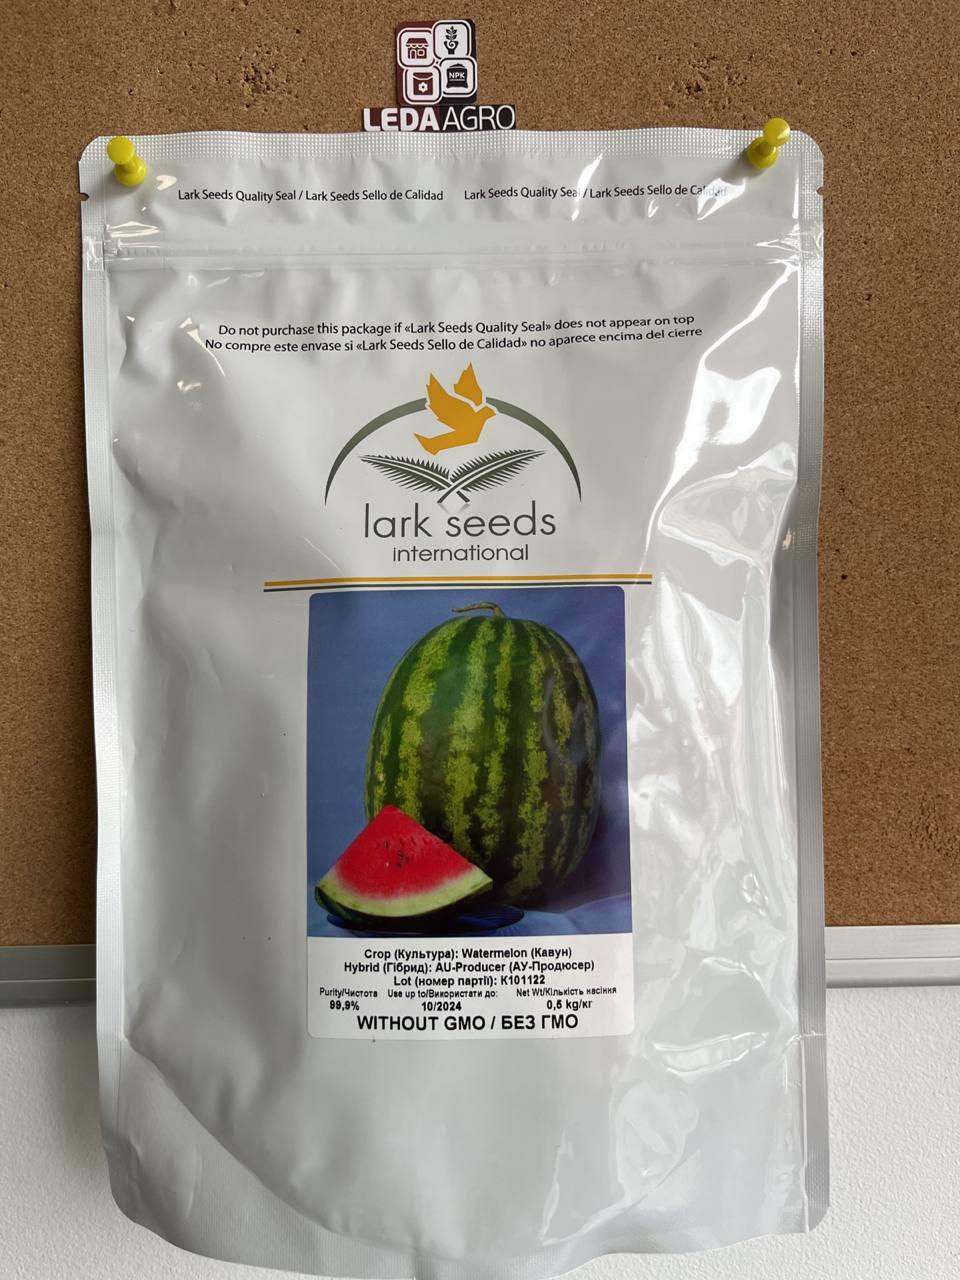 NPK
LEDAAGRO
Lark Seeds Quality Seal / Lark Seeds Sello de Calidad Lark Seeds Quality Seal / Lark Seeds Sello de Calidad
Do not purchase this package if «Lark Seeds Quality Seal» does not appear on top
No compre este envase si «Lark Seeds Sello de Calidad» no aparece encima del cierre
lark seeds
international
Crop (Культура): Watermelon (Кавун)
Hybrid (Гібрид): AU-Producer (АУ-Продюсер)
Lot (номер партії): K101122
Purity/Чистота Use up to/Використати до: Net Wt/Кількість насіння
99,9% 10/2024 0,5 kg/кг
WITHOUT GMO / БЕЗ ГМО